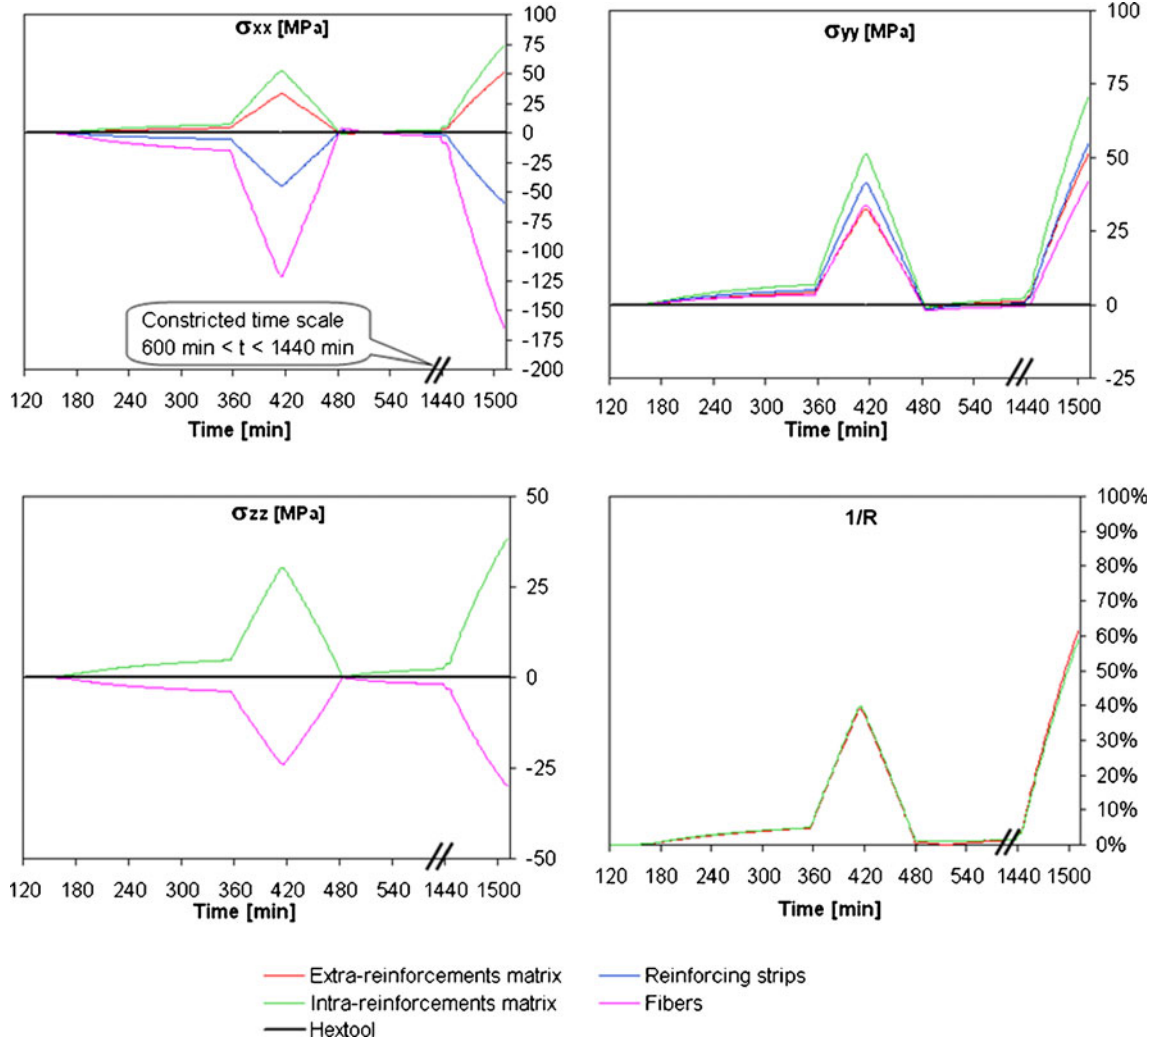 σxx [MPa]
100
75
50
25
0
-25
-50
-75
-100
-125
-150
-175
-200
Constricted time scale
600 min < t < 1440 min
120 180 240 300 360 420 480 540 1440 1500
Time [min]
σyy [MPa]
100
75
50
25
0
-25
120 180 240 300 360 420 480 540 1440 1500
Time [min]
σzz [MPa]
50
25
0
-25
-50
120 180 240 300 360 420 480 540 1440 1500
Time [min]
1/R
100%
90%
80%
70%
60%
50%
40%
30%
20%
10%
0%
120 180 240 300 360 420 480 540 1440 1500
Time [min]
Extra-reinforcements matrix
Reinforcing strips
Intra-reinforcements matrix
Fibers
Hextool